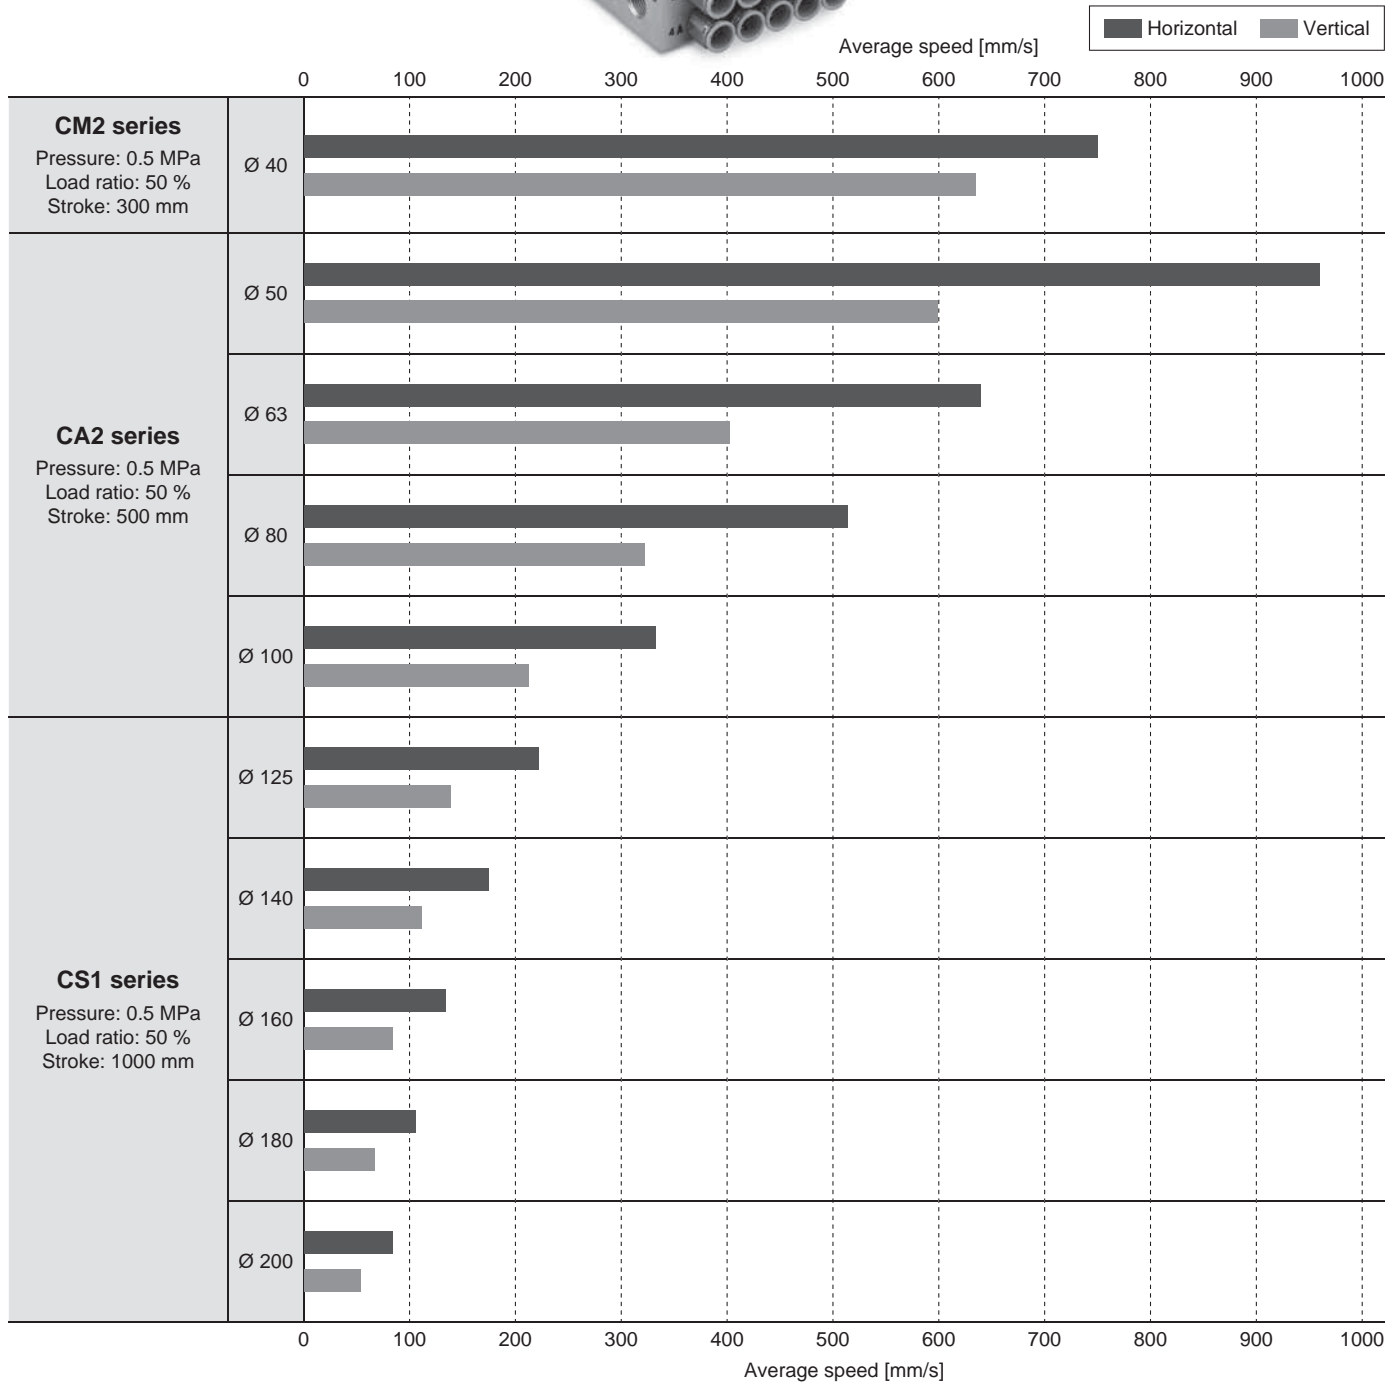 4A
Average speed [mm/s]
Horizontal Vertical
0 100 200 300 400 500 600 700 800 900 1000
CM2 series
Pressure: 0.5 MPa
Load ratio: 50 %
Stroke: 300 mm
Ø 40
CA2 series
Pressure: 0.5 MPa
Load ratio: 50 %
Stroke: 500 mm
Ø 50
Ø 63
Ø 80
Ø 100
CS1 series
Pressure: 0.5 MPa
Load ratio: 50 %
Stroke: 1000 mm
Ø 125
Ø 140
Ø 160
Ø 180
Ø 200
0 100 200 300 400 500 600 700 800 900 1000
Average speed [mm/s]